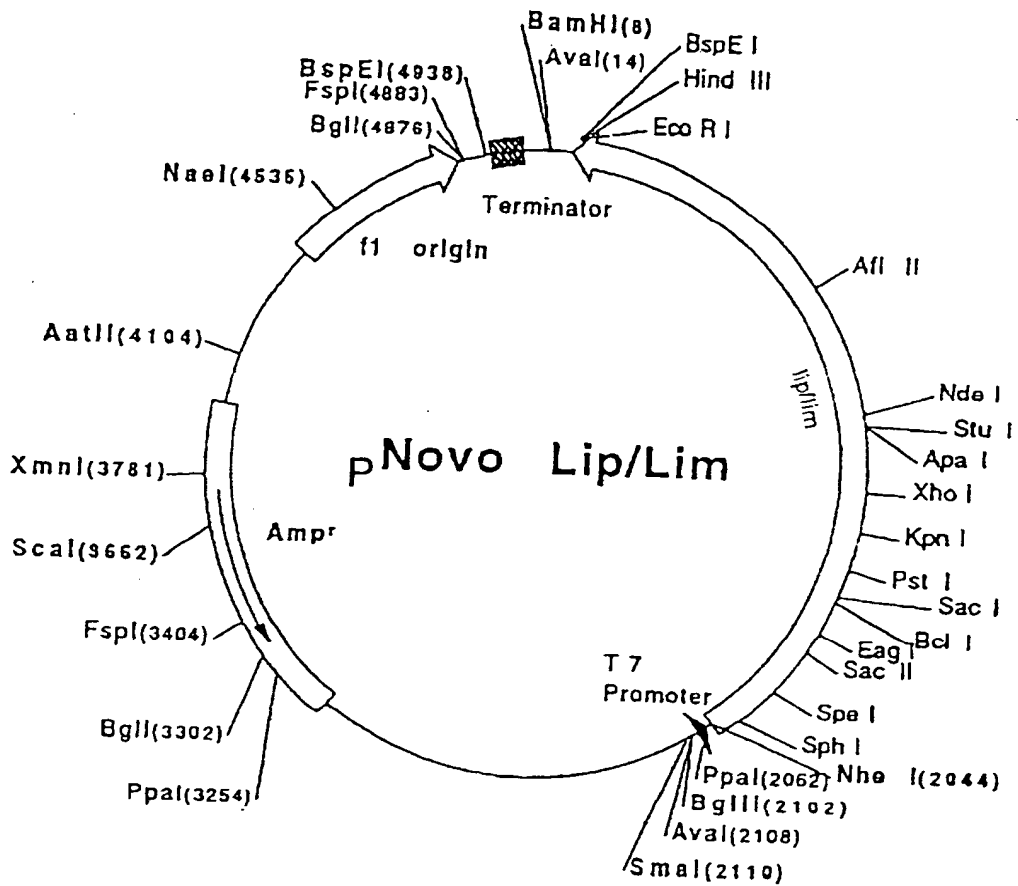 BamHI(8)
AvaI(14)
BspE I
Hind III
Eco R I
BspEI(4938)
FspI(4883)
BglI(4876)
NaeI(4535)
Terminator
f1 origin
Afl II
AatII(4104)
lip/lim
Nde I
Stu I
Apa I
Xho I
Kpn I
Pst I
Sac I
Bcl I
Eag I
Sac II
Spe I
Sph I
Nhe I(2044)
XmnI(3781)
pNovo Lip/Lim
Ampr
ScaI(3662)
FspI(3404)
BglI(3302)
PpaI(3254)
T 7
Promoter
PpaI(2062)
BglII(2102)
AvaI(2108)
SmaI(2110)